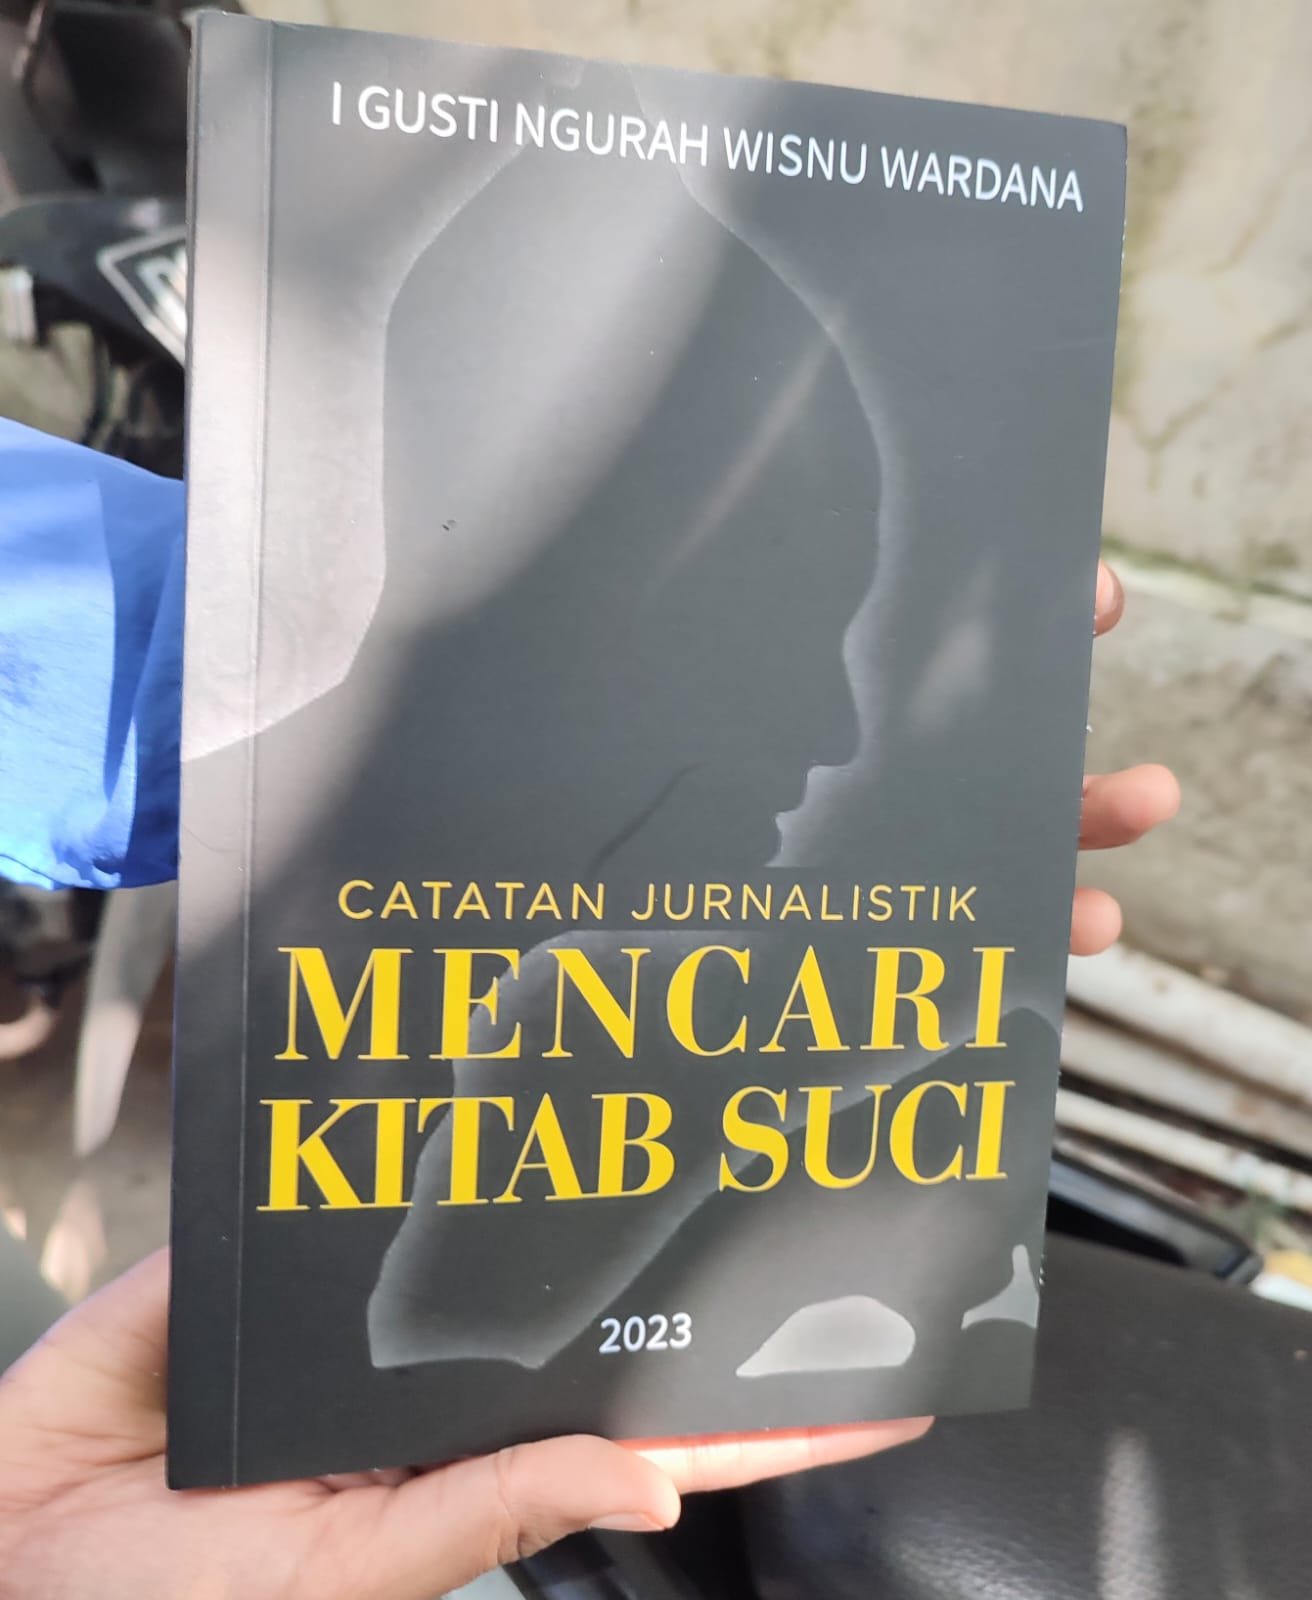 I GUSTI NGURAH WISNU WARDANA
CATATAN JURNALISTIK
MENCARI
KITAB SUCI
2023